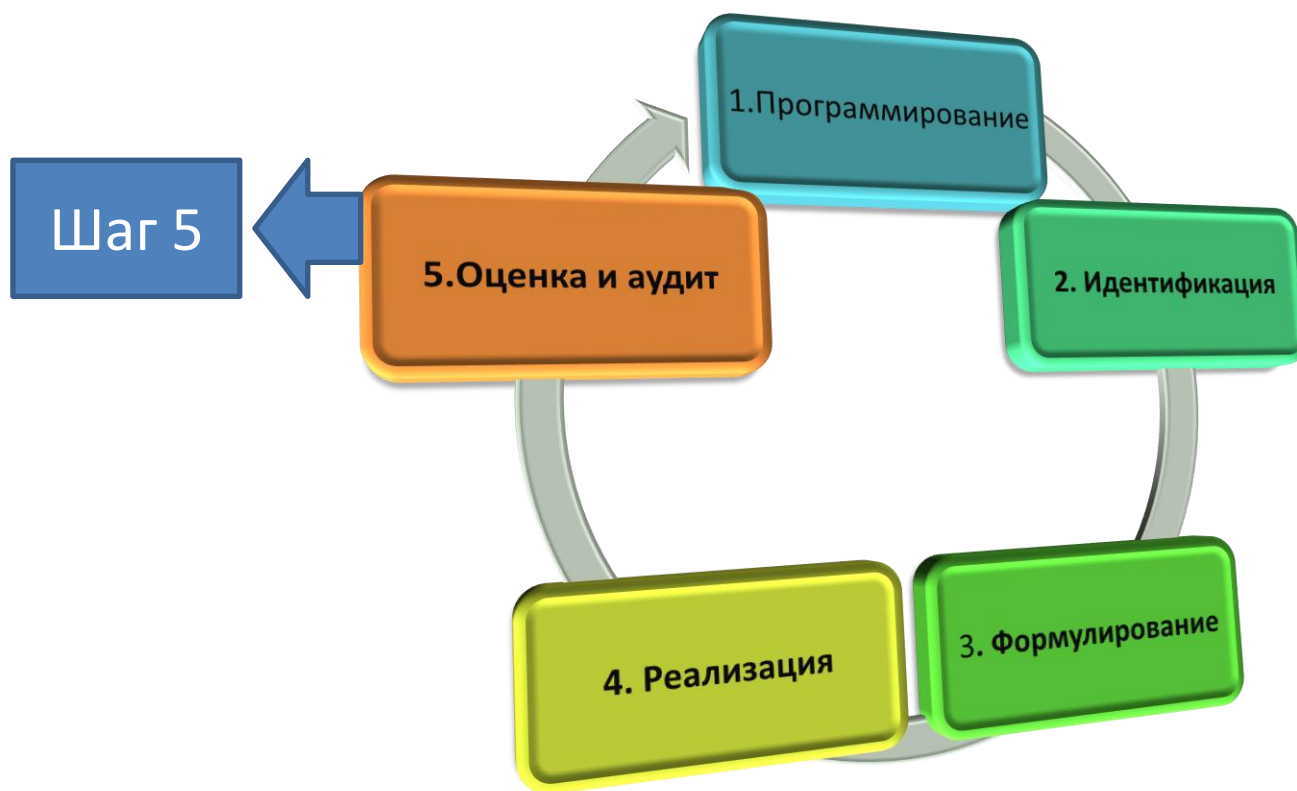 1.Программирование
Шаг 5
5.Оценка и аудит
2. Идентификация
3. Формулирование
4. Реализация